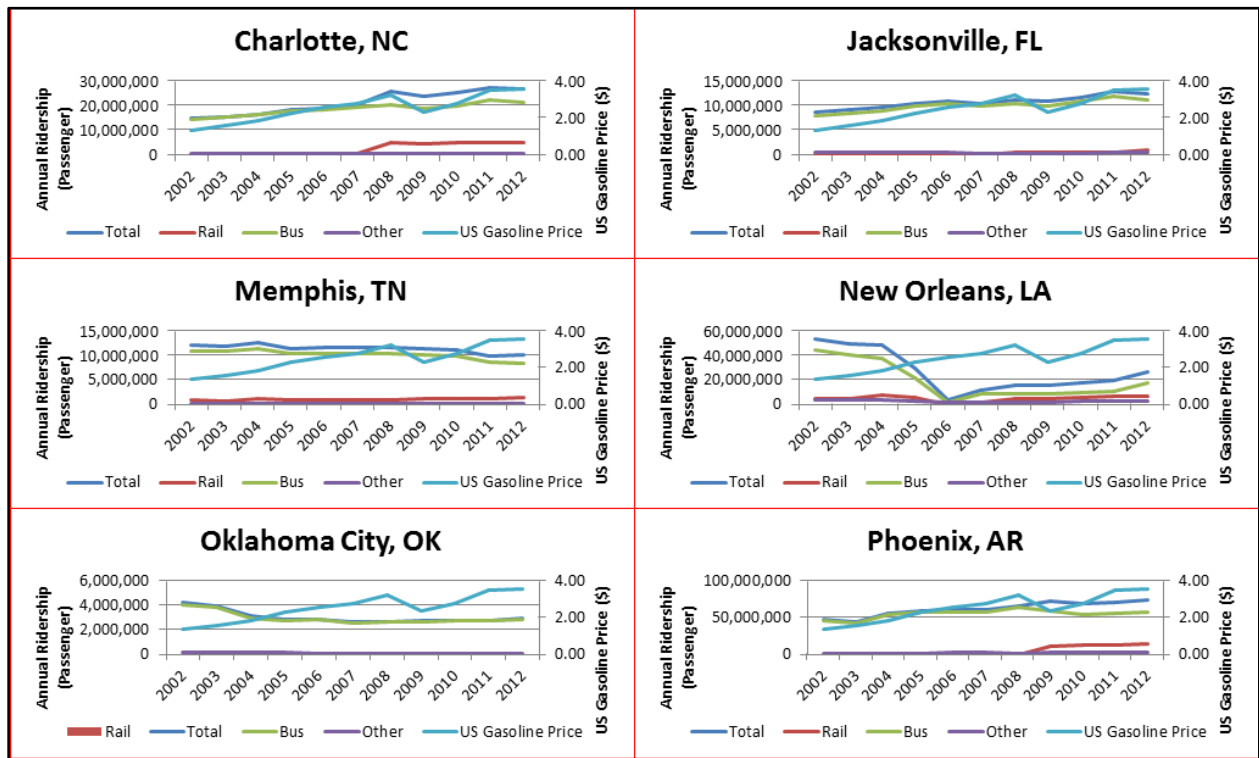 Charlotte, NC
Annual Ridership
(Passenger)
30,000,000
20,000,000
10,000,000
0
4.00
2.00
0.00
US Gasoline Price ($)
2002 2003 2004 2005 2006 2007 2008 2009 2010 2011 2012
Total Rail Bus Other US Gasoline Price
Jacksonville, FL
Annual Ridership
(Passenger)
15,000,000
10,000,000
5,000,000
0
4.00
2.00
0.00
US Gasoline Price ($)
2002 2003 2004 2005 2006 2007 2008 2009 2010 2011 2012
Total Rail Bus Other US Gasoline Price
Memphis, TN
Annual Ridership
(Passenger)
15,000,000
10,000,000
5,000,000
0
4.00
2.00
0.00
US Gasoline Price ($)
2002 2003 2004 2005 2006 2007 2008 2009 2010 2011 2012
Total Rail Bus Other US Gasoline Price
New Orleans, LA
Annual Ridership
(Passenger)
60,000,000
40,000,000
20,000,000
0
4.00
2.00
0.00
US Gasoline Price ($)
2002 2003 2004 2005 2006 2007 2008 2009 2010 2011 2012
Total Rail Bus Other US Gasoline Price
Oklahoma City, OK
Annual Ridership
(Passenger)
6,000,000
4,000,000
2,000,000
0
4.00
2.00
0.00
US Gasoline Price ($)
2002 2003 2004 2005 2006 2007 2008 2009 2010 2011 2012
Rail Total Bus Other US Gasoline Price
Phoenix, AR
Annual Ridership
(Passenger)
100,000,000
50,000,000
0
4.00
2.00
0.00
US Gasoline Price ($)
2002 2003 2004 2005 2006 2007 2008 2009 2010 2011 2012
Total Rail Bus Other US Gasoline Price